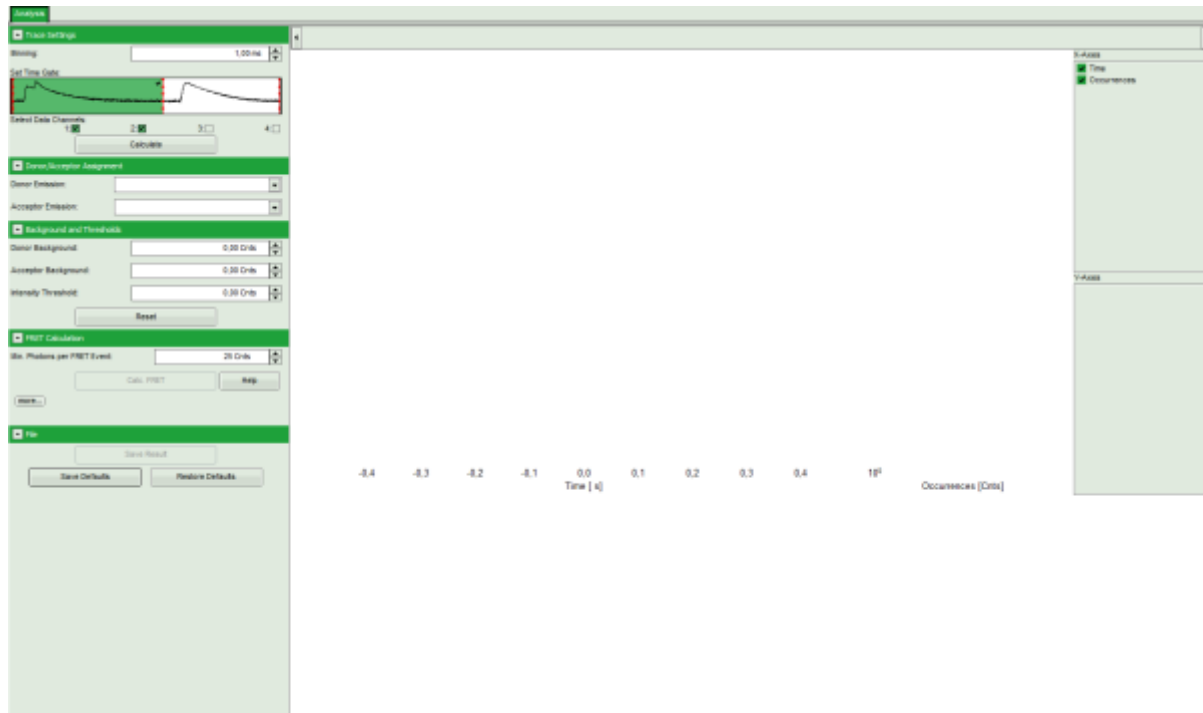 Analysis
Trace Settings
Binning: 1,00 ms
Set Time Gate:
Select Data Channels:
1: 2: 3: 4:
Calculate
Donor/Acceptor Assignment
Donor Emission:
Acceptor Emission:
Background and Thresholds
Donor Background: 0,00 Cnts
Acceptor Background: 0,00 Cnts
Intensity Threshold: 0,00 Cnts
Reset
FRET Calculation
Min. Photons per FRET Event: 20 Cnts
Calc. FRET Help
more...
File
Save Result
Save Defaults Restore Defaults
-0,4 -0,3 -0,2 -0,1 0,0 0,1 0,2 0,3 0,4 10⁰
Time [ s] Occurrences [Cnts]
X-Axes
Time
Occurrences
Y-Axes